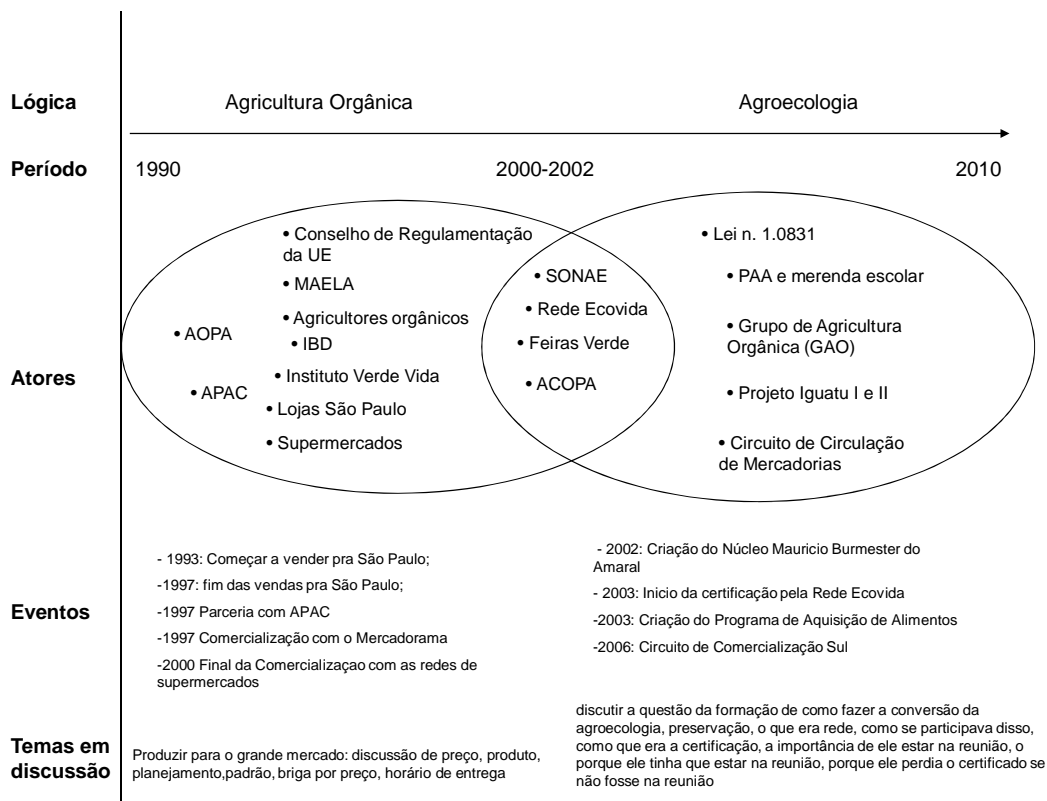 Lógica
Agricultura Orgânica
Agroecologia
Período
1990
2000-2002
2010
Atores
• Conselho de Regulamentação
da UE
• MAELA
• Agricultores orgânicos
• IBD
• AOPA
• Instituto Verde Vida
• APAC
• Lojas São Paulo
• Supermercados
• SONAE
• Rede Ecovida
• Feiras Verde
• ACOPA
• Lei n. 1.0831
• PAA e merenda escolar
• Grupo de Agricultura
Orgânica (GAO)
• Projeto Iguatu I e II
• Circuito de Circulação
de Mercadorias
Eventos
- 1993: Começar a vender pra São Paulo;
-1997: fim das vendas pra São Paulo;
-1997 Parceria com APAC
-1997 Comercialização com o Mercadorama
-2000 Final da Comercializaçao com as redes de
supermercados
- 2002: Criação do Núcleo Mauricio Burmester do
Amaral
- 2003: Inicio da certificação pela Rede Ecovida
-2003: Criação do Programa de Aquisição de Alimentos
-2006: Circuito de Comercialização Sul
Temas em
discussão
Produzir para o grande mercado: discussão de preço, produto,
planejamento,padrão, briga por preço, horário de entrega
discutir a questão da formação de como fazer a conversão da
agroecologia, preservação, o que era rede, como se participava disso,
como que era a certificação, a importância de ele estar na reunião, o
porque ele tinha que estar na reunião, porque ele perdia o certificado se
não fosse na reunião